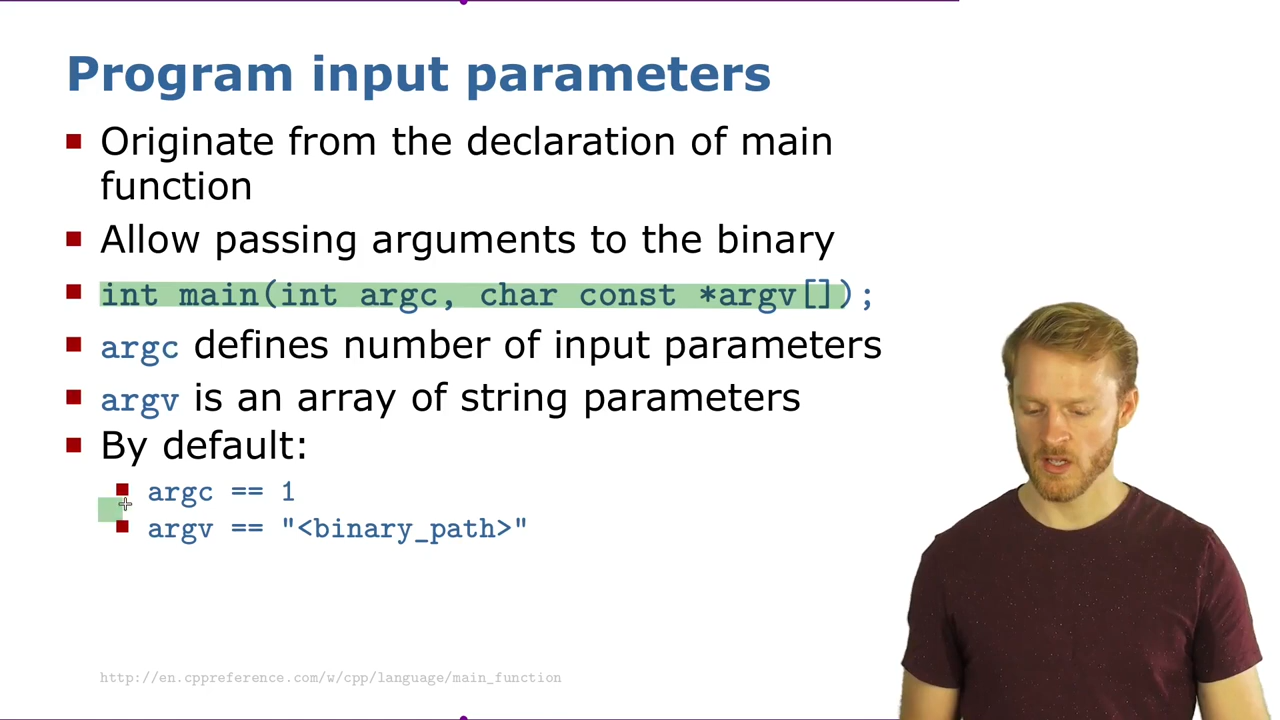 Program input parameters
Originate from the declaration of main
function
Allow passing arguments to the binary
int main(int argc, char const *argv[]);
argc defines number of input parameters
argv is an array of string parameters
By default:
argc == 1
argv == "<binary_path>"
http://en.cppreference.com/w/cpp/language/main_function